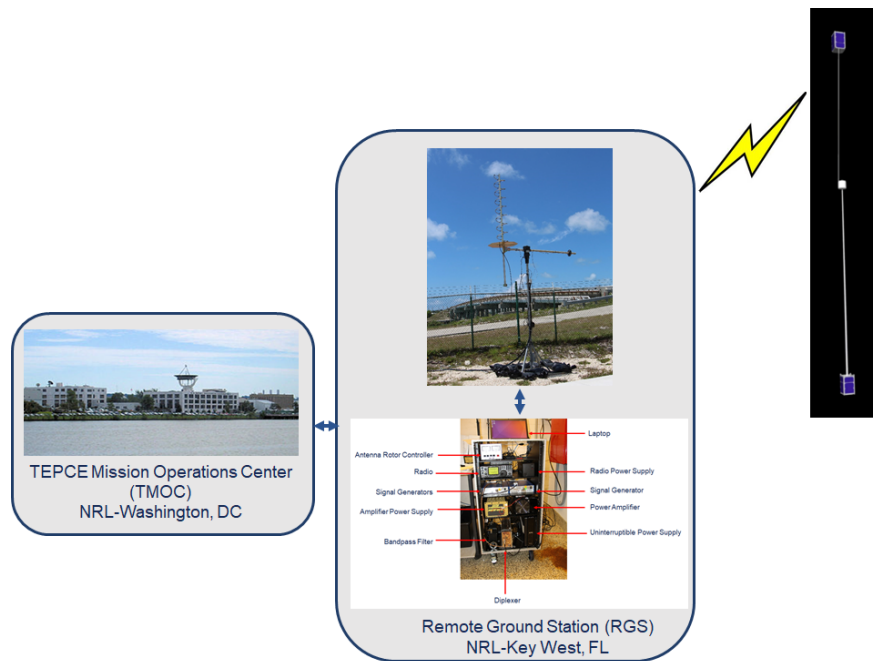 TEPCE Mission Operations Center
(TMOC)
NRL-Washington, DC
Laptop
Antenna Rotor Controller
Radio
Radio Power Supply
Signal Generators
Signal Generator
Amplifier Power Supply
Power Amplifier
Bandpass Filter
Uninterruptible Power Supply
Diplexer
Remote Ground Station (RGS)
NRL-Key West, FL